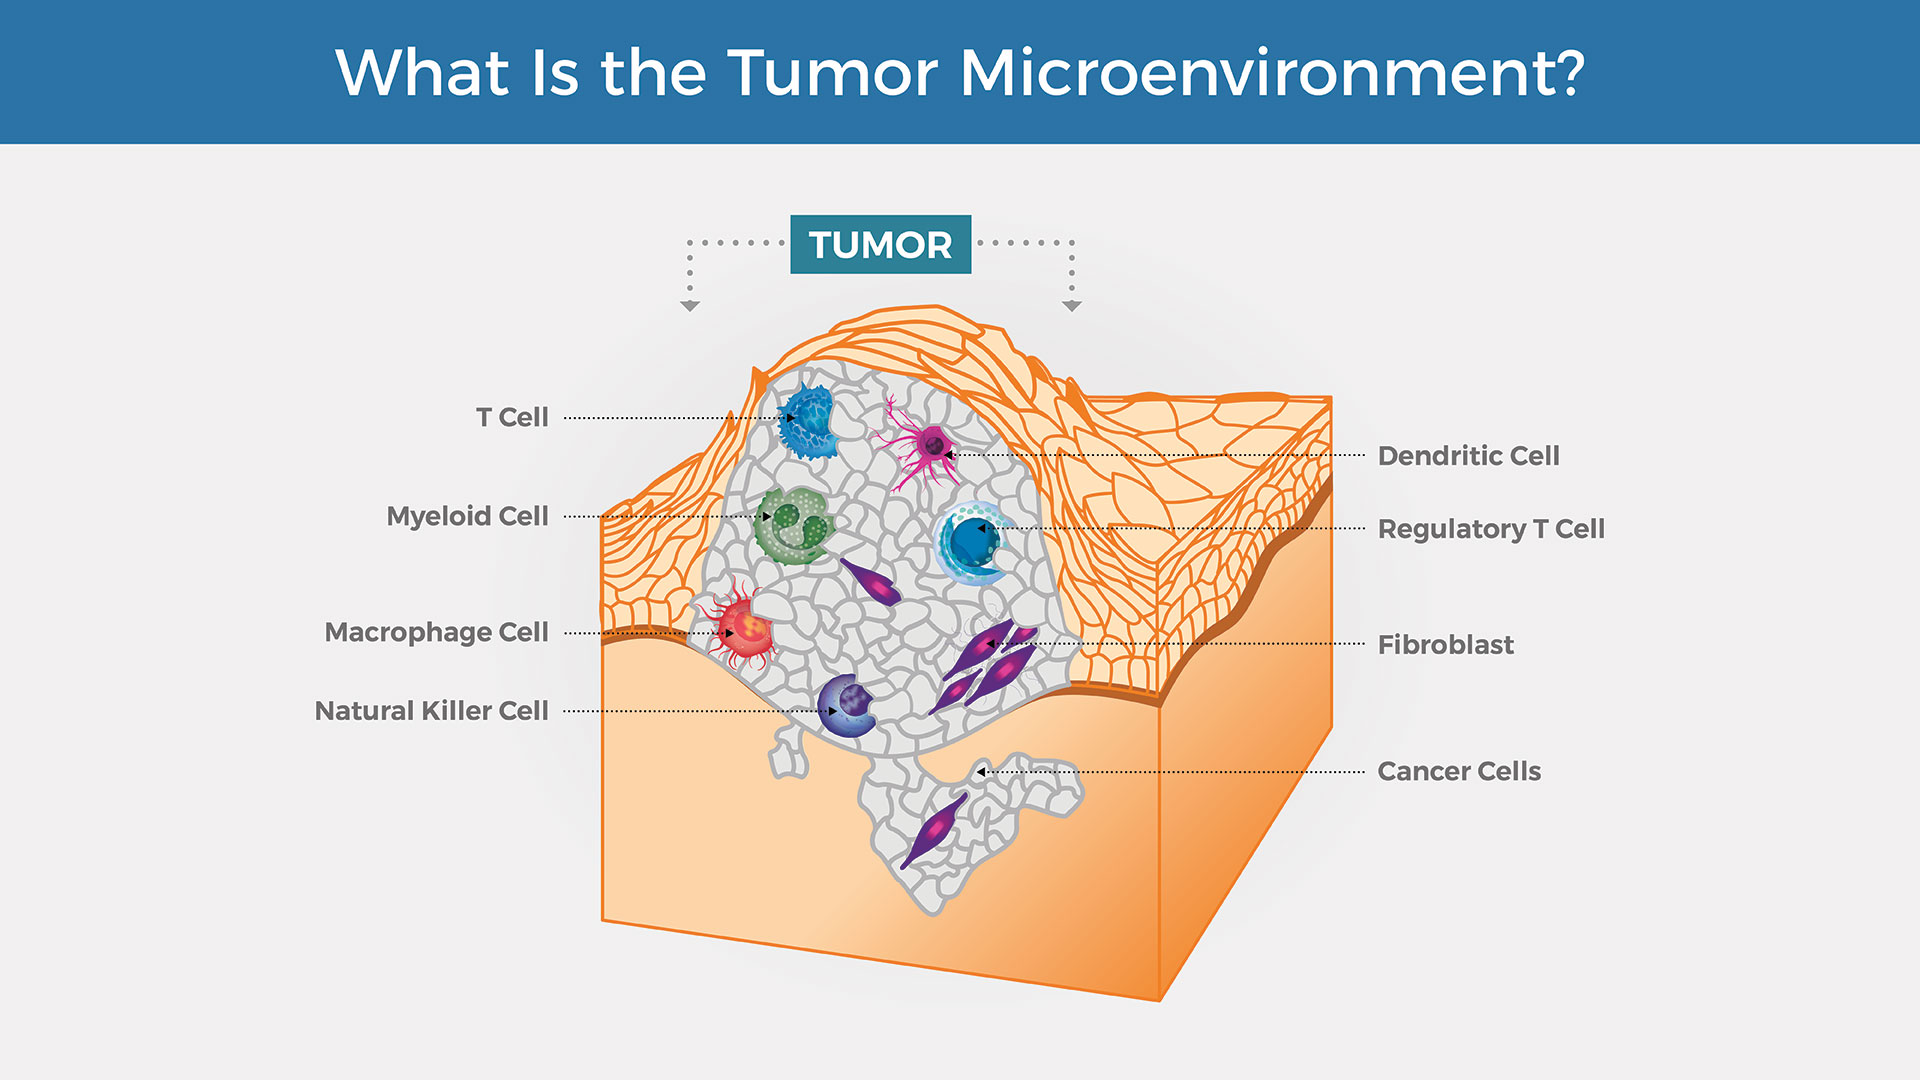 What Is the Tumor Microenvironment?
TUMOR
T Cell
Myeloid Cell
Macrophage Cell
Natural Killer Cell
Dendritic Cell
Regulatory T Cell
Fibroblast
Cancer Cells